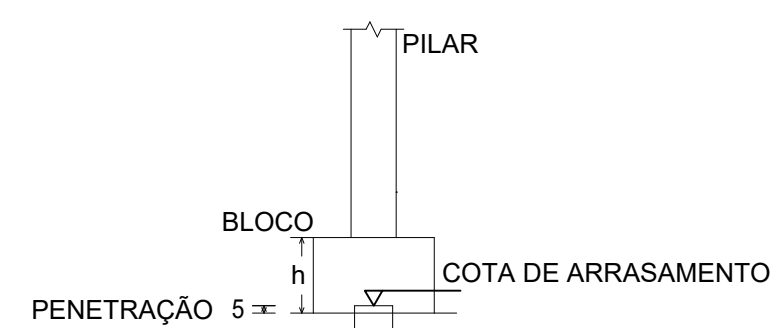 PILAR
BLOCO
h
COTA DE ARRASAMENTO
PENETRAÇÃO 5